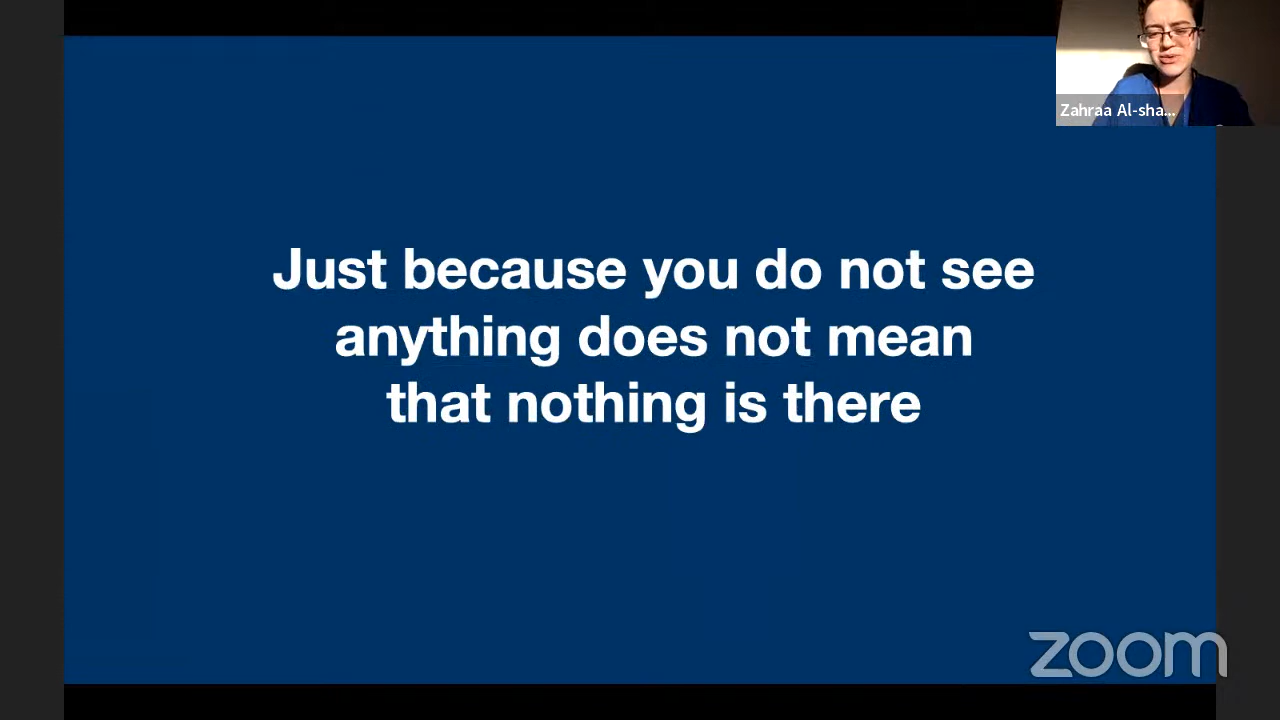 Zahraa Al-sha...
Just because you do not see
anything does not mean
that nothing is there
zoom